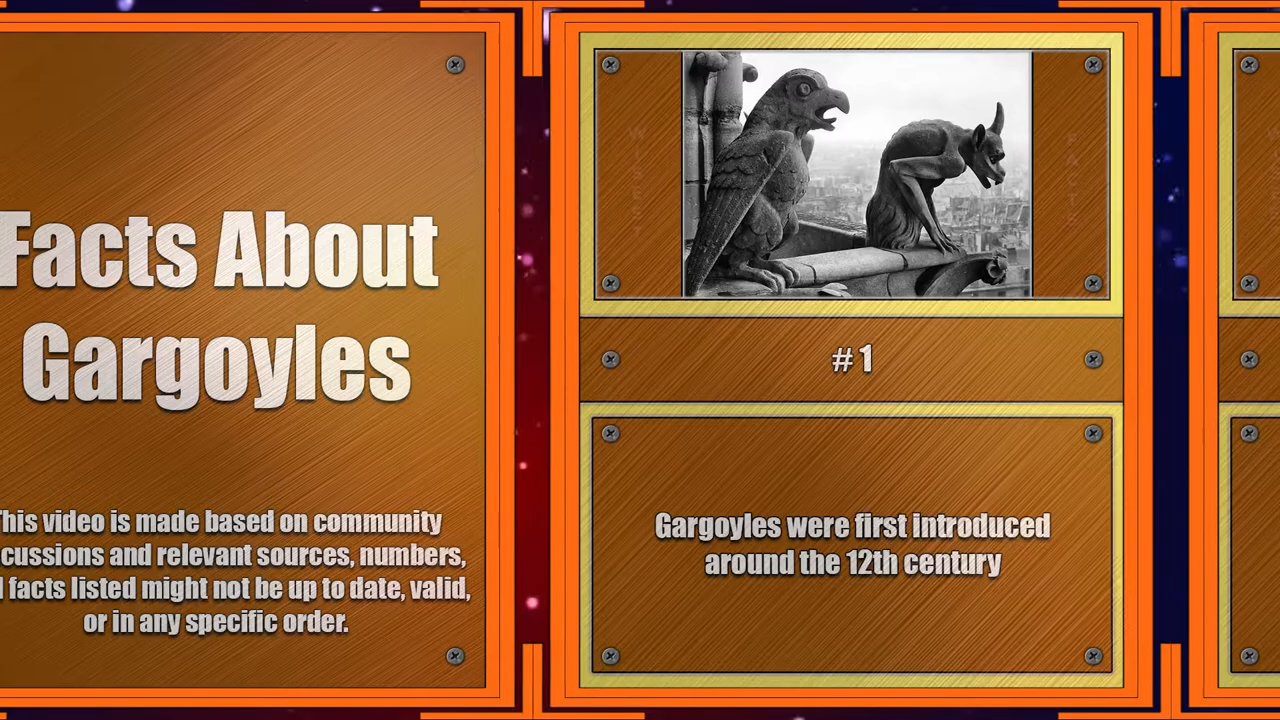 Facts About
Gargoyles
This video is made based on community
cussions and relevant sources, numbers,
facts listed might not be up to date, valid,
or in any specific order.
#1
Gargoyles were first introduced
around the 12th century